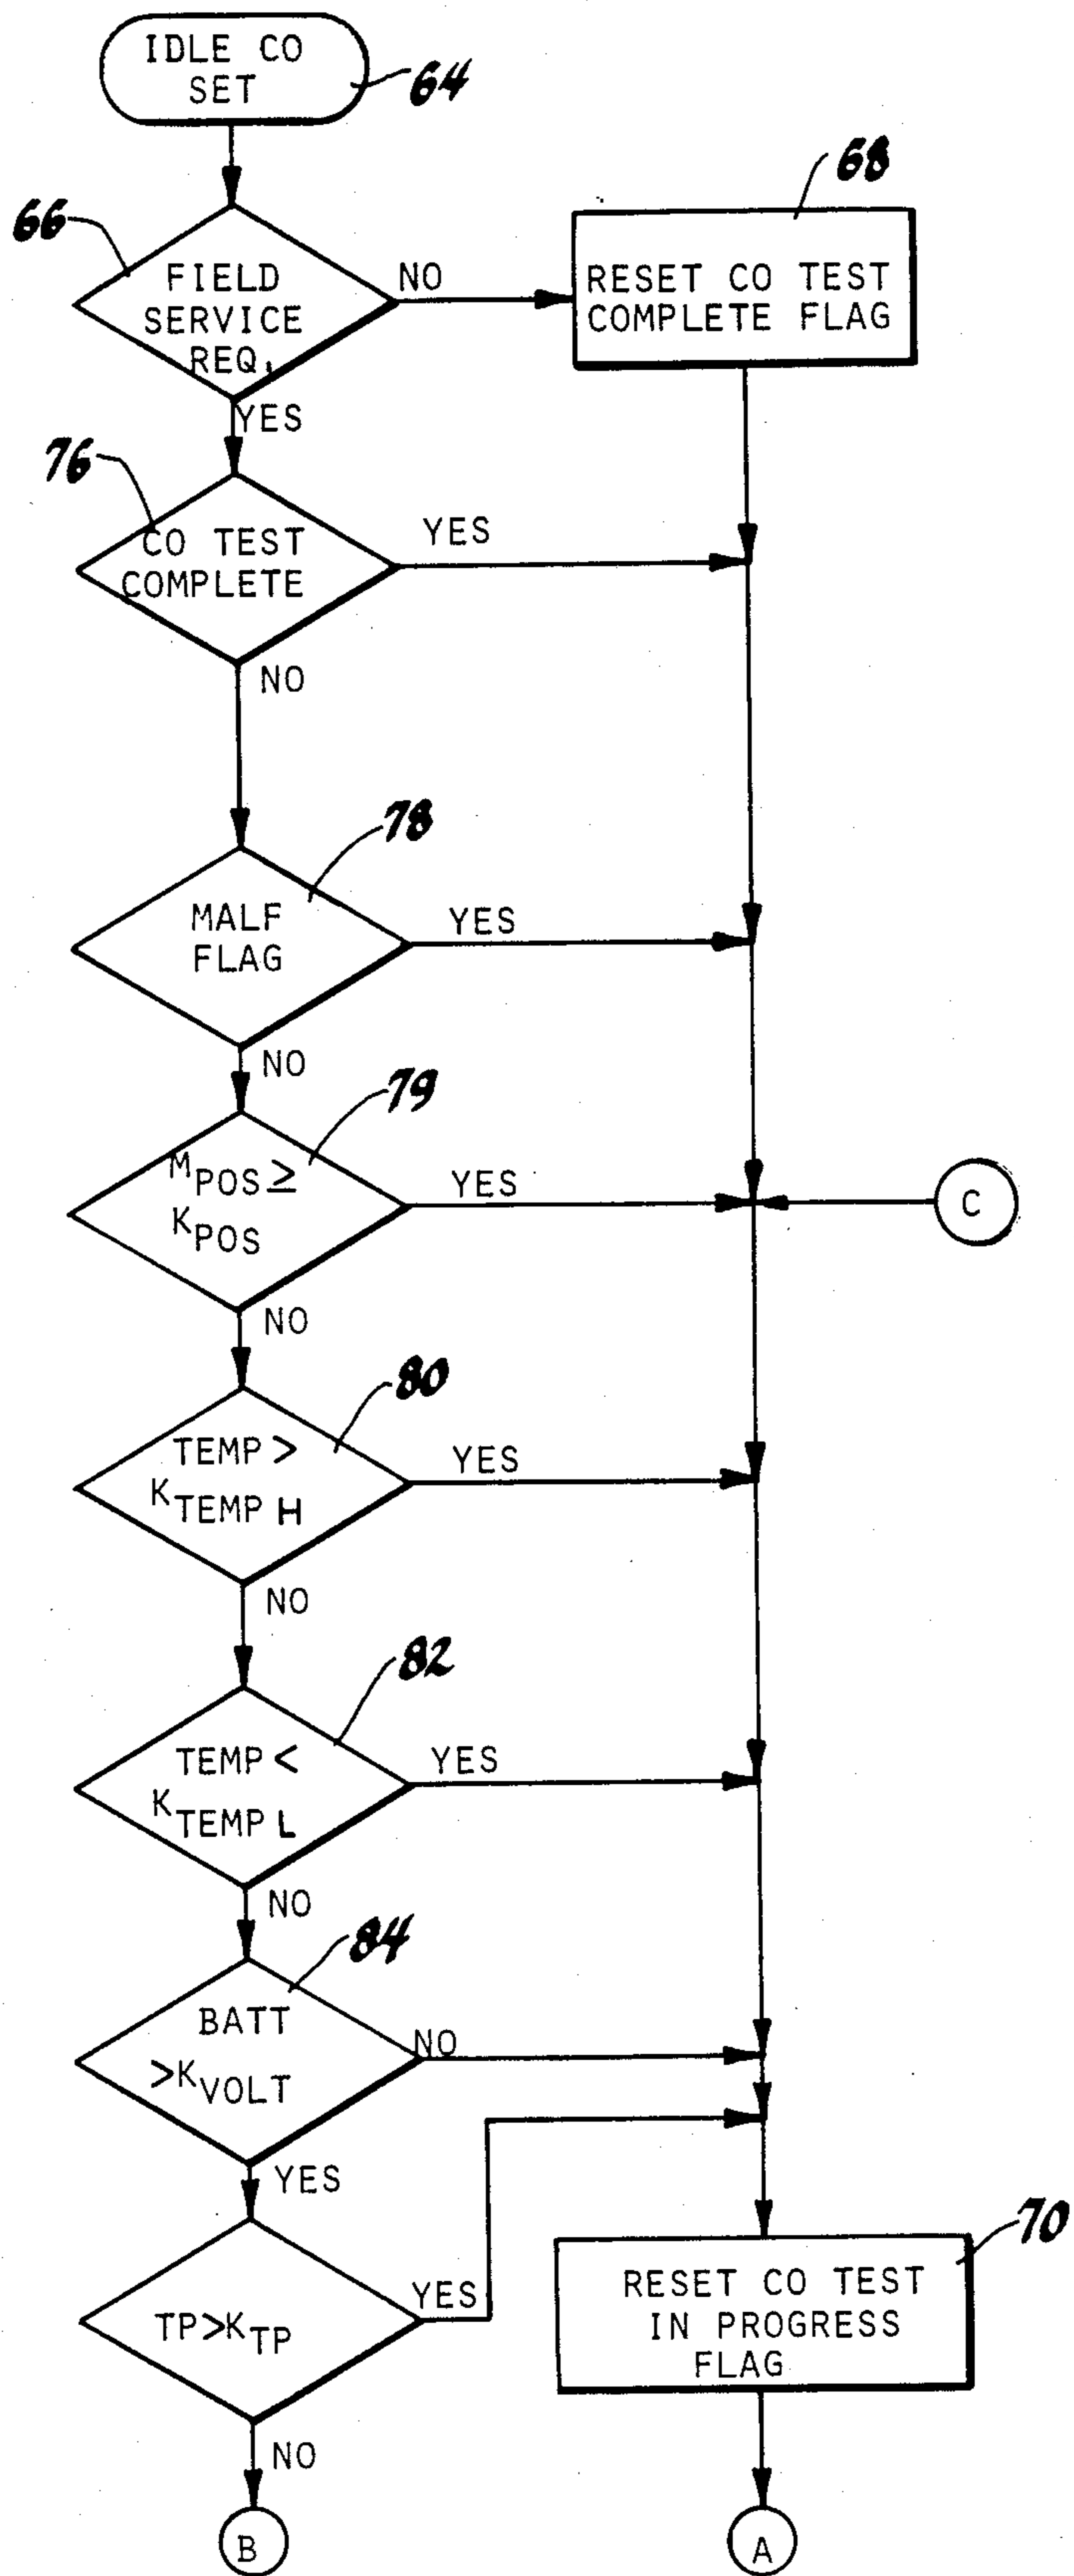 IDLE CO
SET
64
66
FIELD
SERVICE
REQ.
NO
68
RESET CO TEST
COMPLETE FLAG
YES
76
CO TEST
COMPLETE
YES
NO
78
MALF
FLAG
YES
NO
79
MPOS ≥
KPOS
YES
C
NO
80
TEMP >
KTEMP H
YES
NO
82
TEMP <
KTEMP L
YES
NO
84
BATT
>KVOLT
NO
YES
TP>KTP
YES
70
RESET CO TEST
IN PROGRESS
FLAG
NO
B
A